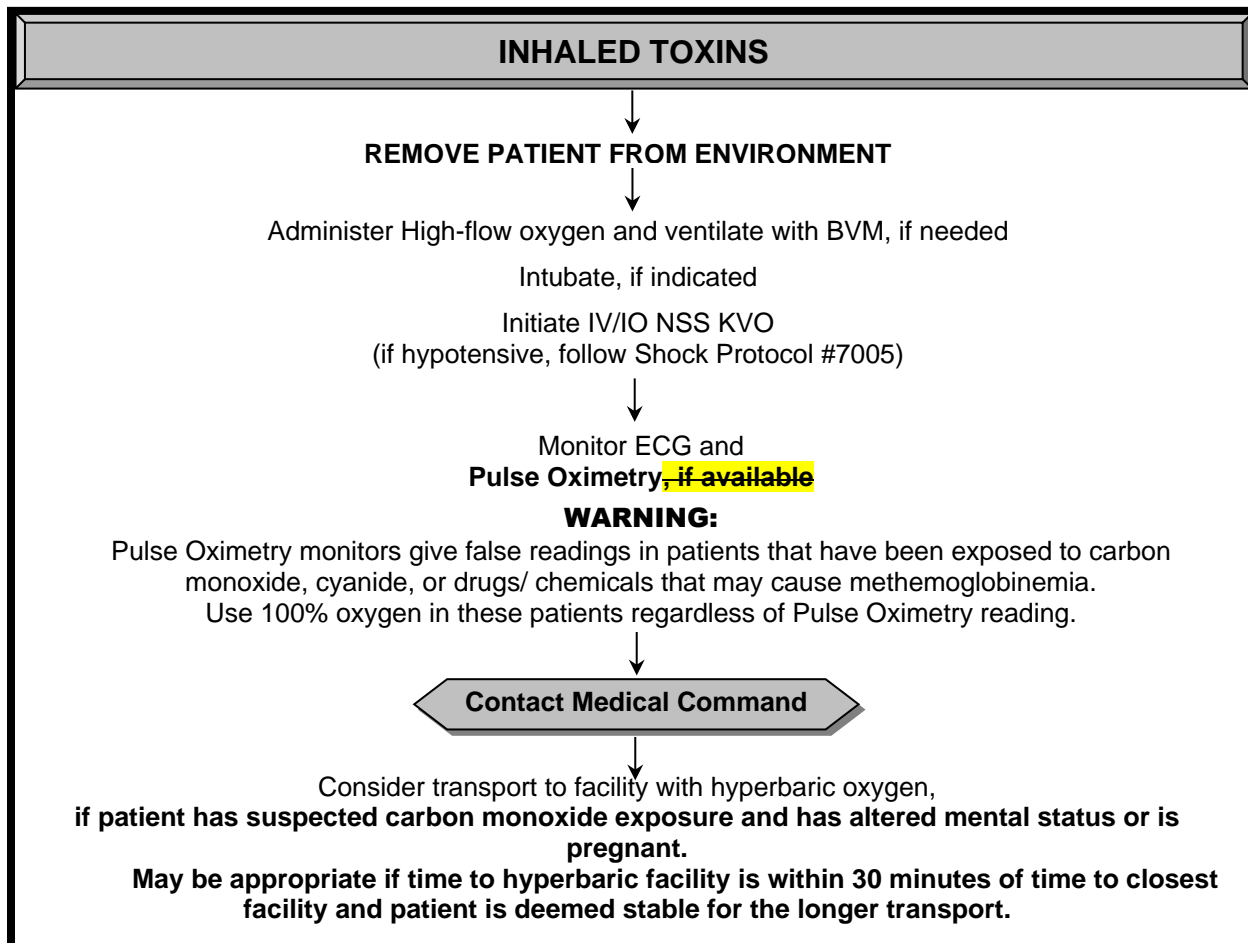 INHALED TOXINS
REMOVE PATIENT FROM ENVIRONMENT
Administer High-flow oxygen and ventilate with BVM, if needed
Intubate, if indicated
Initiate IV/IO NSS KVO
(if hypotensive, follow Shock Protocol #7005)
Monitor ECG and
Pulse Oximetry, if available
WARNING:
Pulse Oximetry monitors give false readings in patients that have been exposed to carbon
monoxide, cyanide, or drugs/ chemicals that may cause methemoglobinemia.
Use 100% oxygen in these patients regardless of Pulse Oximetry reading.
Contact Medical Command
Consider transport to facility with hyperbaric oxygen,
if patient has suspected carbon monoxide exposure and has altered mental status or is
pregnant.
May be appropriate if time to hyperbaric facility is within 30 minutes of time to closest
facility and patient is deemed stable for the longer transport.